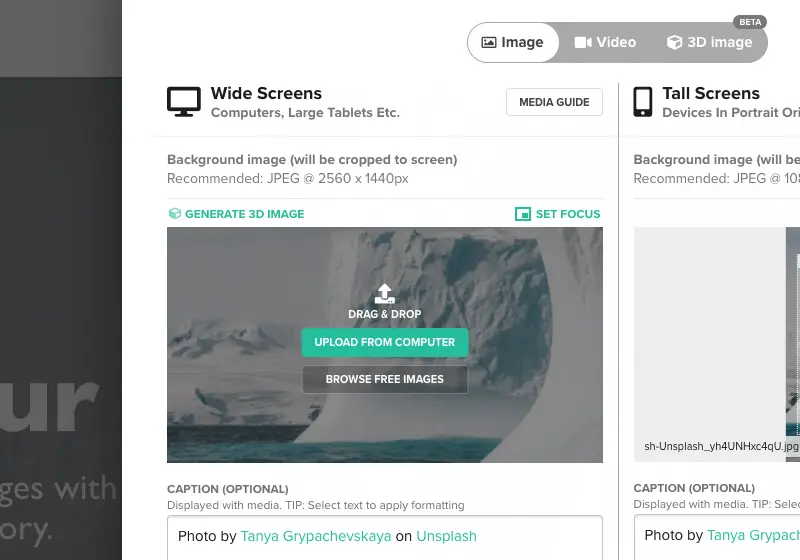 BETA
Image
Video
3D image
Wide Screens
Computers, Large Tablets Etc.
MEDIA GUIDE
Background image (will be cropped to screen)
Recommended: JPEG @ 2560 x 1440px
GENERATE 3D IMAGE
SET FOCUS
DRAG & DROP
UPLOAD FROM COMPUTER
BROWSE FREE IMAGES
CAPTION (OPTIONAL)
Displayed with media. TIP: Select text to apply formatting
Photo by Tanya Grypachevskaya on Unsplash
Tall Screens
Devices In Portrait Ori
Background image (will be
Recommended: JPEG @ 108
sh-Unsplash_yh4UNHxc4qU.jpg
CAPTION (OPTIONAL)
Displayed with media. TIP: Selec
Photo by Tanya Grypach
ur
ges with
ory.